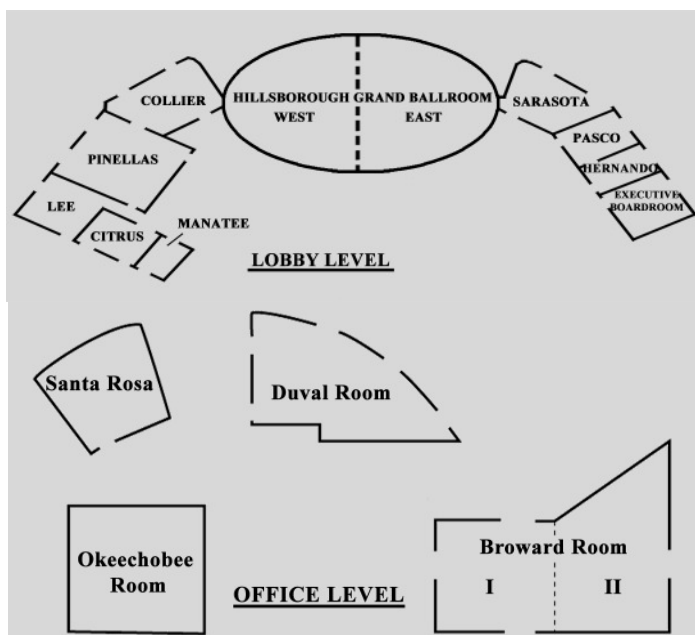 COLLIER
HILLSBOROUGH GRAND BALLROOM
WEST EAST
SARASOTA
PASCO
PINELLAS
HERNANDO
EXECUTIVE
BOARDROOM
LEE
CITRUS
MANATEE
LOBBY LEVEL
Santa Rosa
Duval Room
Okeechobee
Room
Broward Room
I II
OFFICE LEVEL